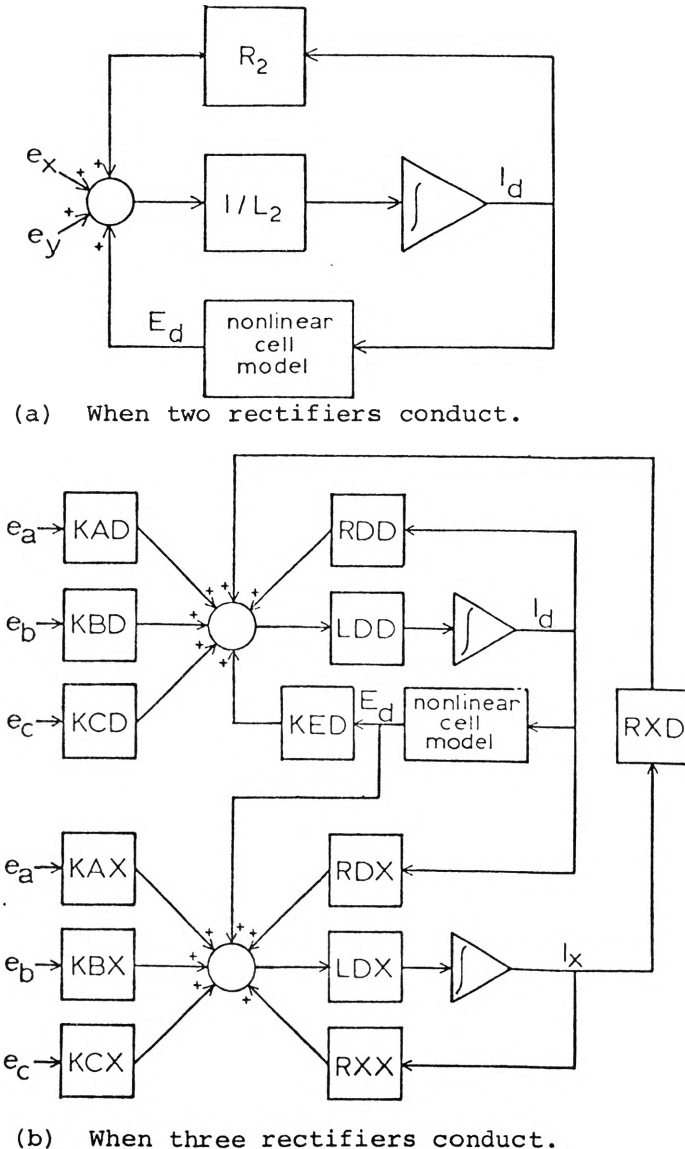 R2
ex
+
+
ey
+
+
1/L2
∫
Id
Ed
nonlinear
cell
model
(a) When two rectifiers conduct.
ea
KAD
eb
KBD
ec
KCD
+
+
+
+
+
+
RDD
LDD
∫
Id
KED
Ed
nonlinear
cell
model
RXD
ea
KAX
eb
KBX
ec
KCX
+
+
+
+
+
+
RDX
LDX
∫
Ix
RXX
(b) When three rectifiers conduct.